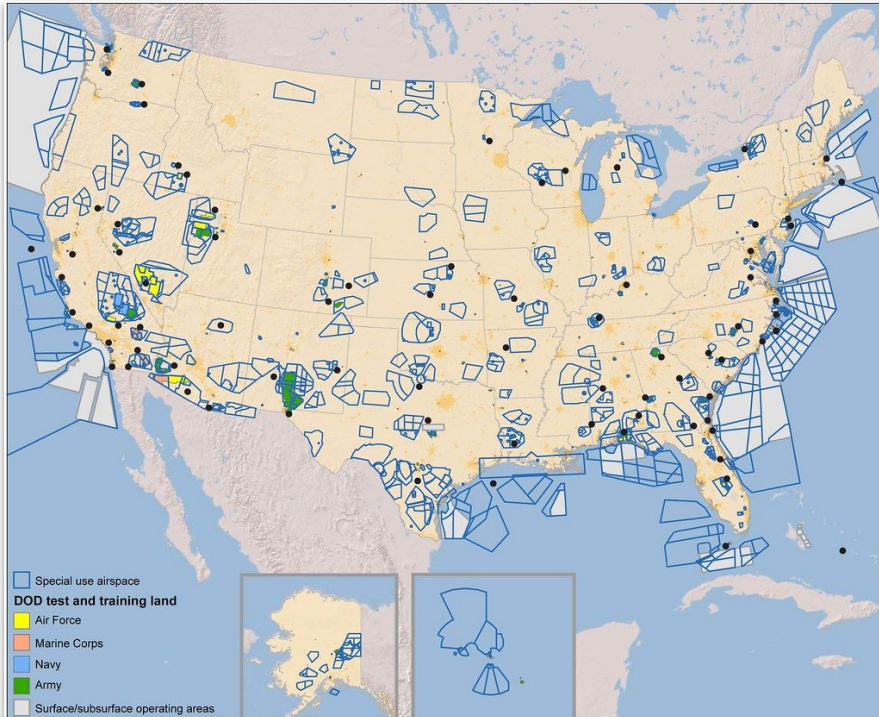 Special use airspace
DOD test and training land
Air Force
Marine Corps
Navy
Army
Surface/subsurface operating areas